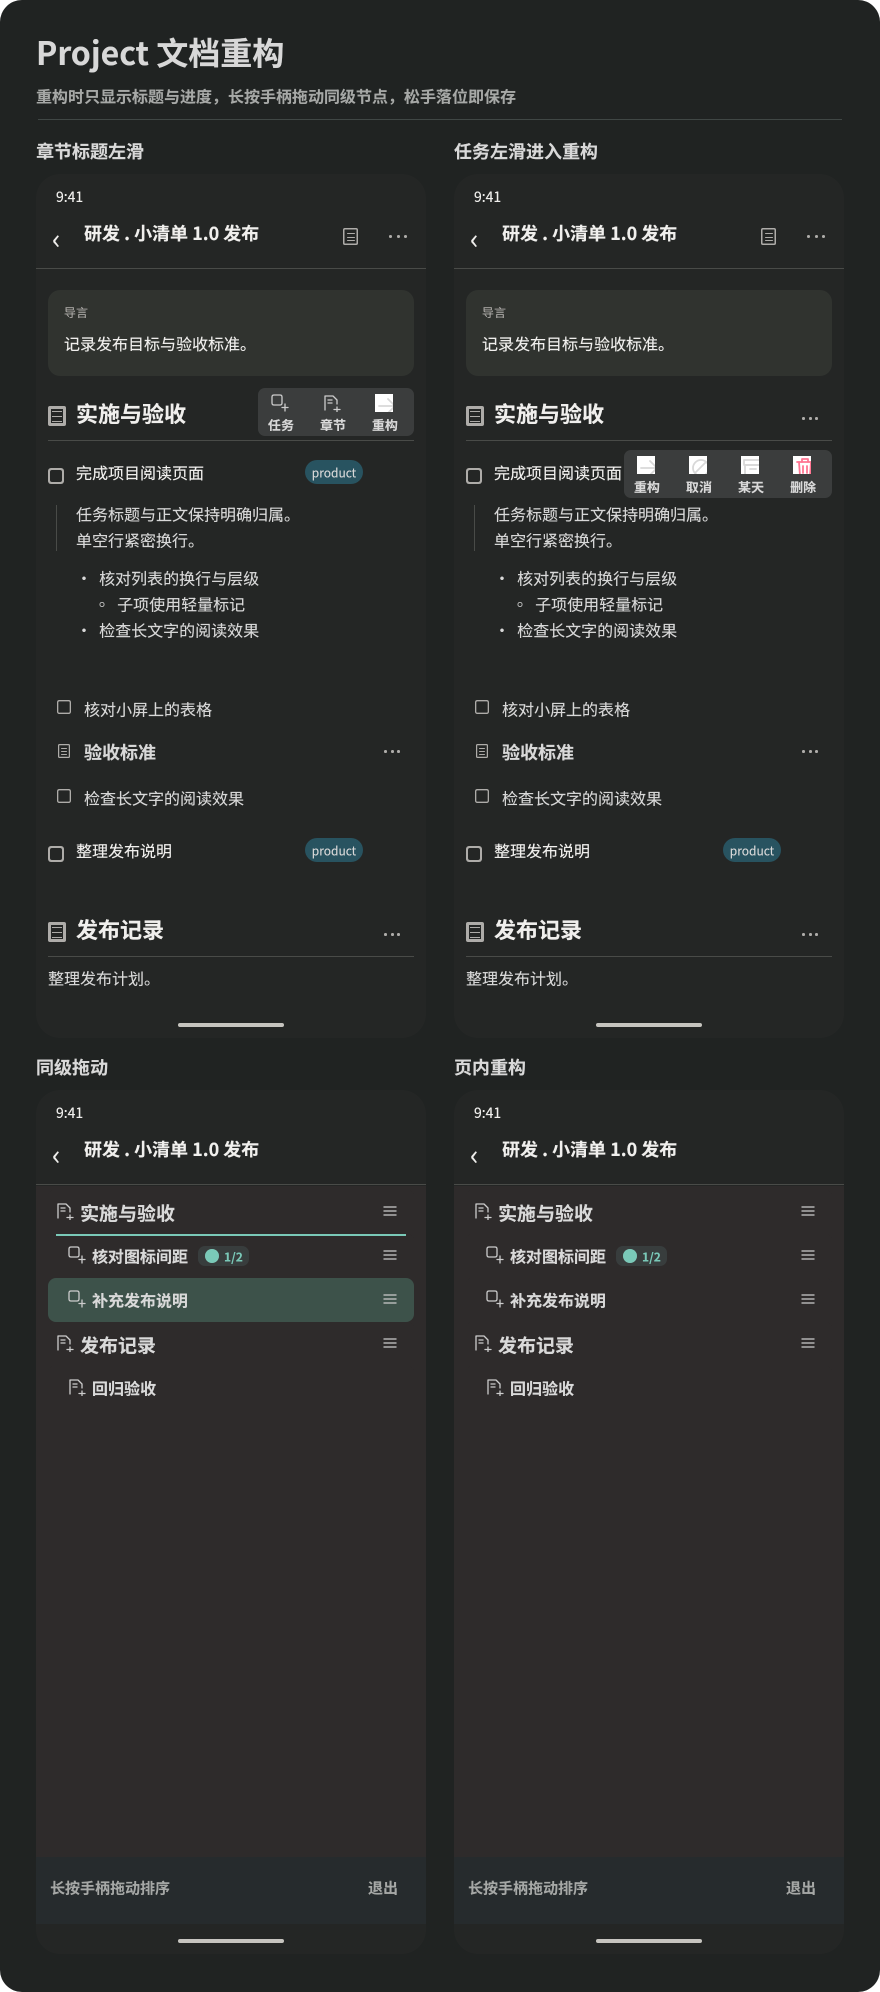 Project 文档重构
重构时只显示标题与进度，长按手柄拖动同级节点，松手落位即保存
章节标题左滑
9:41
研发 . 小清单 1.0 发布
导言
记录发布目标与验收标准。
实施与验收
任务 章节 重构
完成项目阅读页面 product
任务标题与正文保持明确归属。
单空行紧密换行。
• 核对列表的换行与层级
◦ 子项使用轻量标记
• 检查长文字的阅读效果
核对小屏上的表格
验收标准
检查长文字的阅读效果
整理发布说明 product
发布记录
整理发布计划。
任务左滑进入重构
9:41
研发 . 小清单 1.0 发布
导言
记录发布目标与验收标准。
实施与验收
完成项目阅读页面 重构 取消 某天 删除
任务标题与正文保持明确归属。
单空行紧密换行。
• 核对列表的换行与层级
◦ 子项使用轻量标记
• 检查长文字的阅读效果
核对小屏上的表格
验收标准
检查长文字的阅读效果
整理发布说明 product
发布记录
整理发布计划。
同级拖动
9:41
研发 . 小清单 1.0 发布
实施与验收
核对图标间距 1/2
补充发布说明
发布记录
回归验收
长按手柄拖动排序 退出
页内重构
9:41
研发 . 小清单 1.0 发布
实施与验收
核对图标间距 1/2
补充发布说明
发布记录
回归验收
长按手柄拖动排序 退出